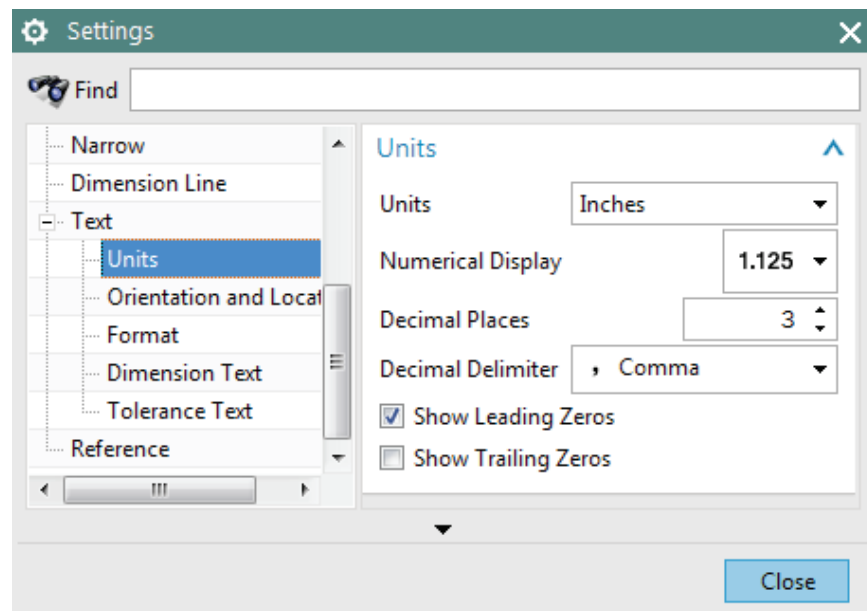 Settings
Find
Narrow
Dimension Line
Text
Units
Orientation and Locat
Format
Dimension Text
Tolerance Text
Reference
Units
Units Inches
Numerical Display 1.125
Decimal Places 3
Decimal Delimiter , Comma
Show Leading Zeros
Show Trailing Zeros
Close